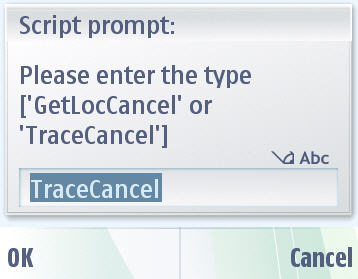 Script prompt:
Please enter the type
['GetLocCancel' or
'TraceCancel']
Abc
TraceCancel
OK Cancel